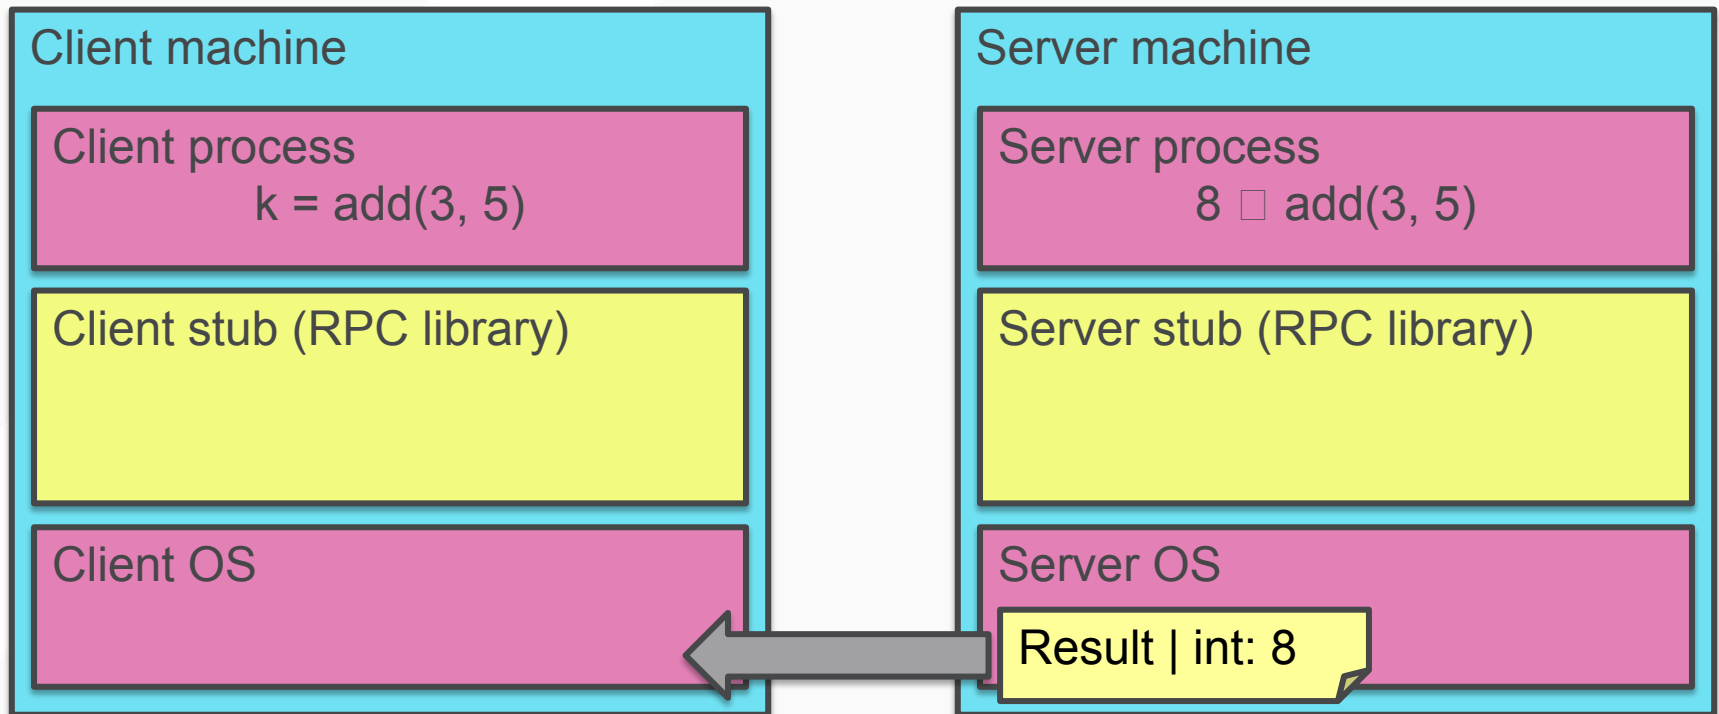 Client machine
Client process
k = add(3, 5)
Client stub (RPC library)
Client OS
Server machine
Server process
8 □ add(3, 5)
Server stub (RPC library)
Server OS
Result | int: 8